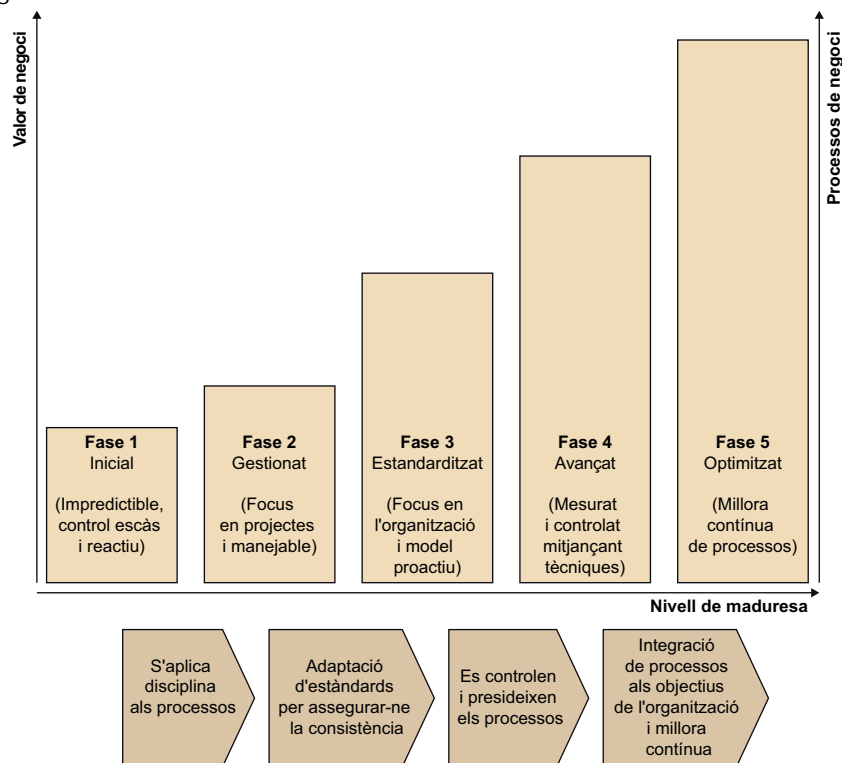 Valor de negoci
Processos de negoci
Fase 1
Inicial
(Impredictible,
control escàs
i reactiu)
Fase 2
Gestionat
(Focus
en projectes
i manejable)
Fase 3
Estandarditzat
(Focus en
l'organització
i model
proactiu)
Fase 4
Avançat
(Mesurat
i controlat
mitjançant
tècniques)
Fase 5
Optimitzat
(Millora
contínua
de processos)
Nivell de maduresa
S'aplica
disciplina
als processos
Adaptació
d'estàndards
per assegurar-ne
la consistència
Es controlen
i presideixen
els processos
Integració
de processos
als objectius
de l'organització
i millora
contínua